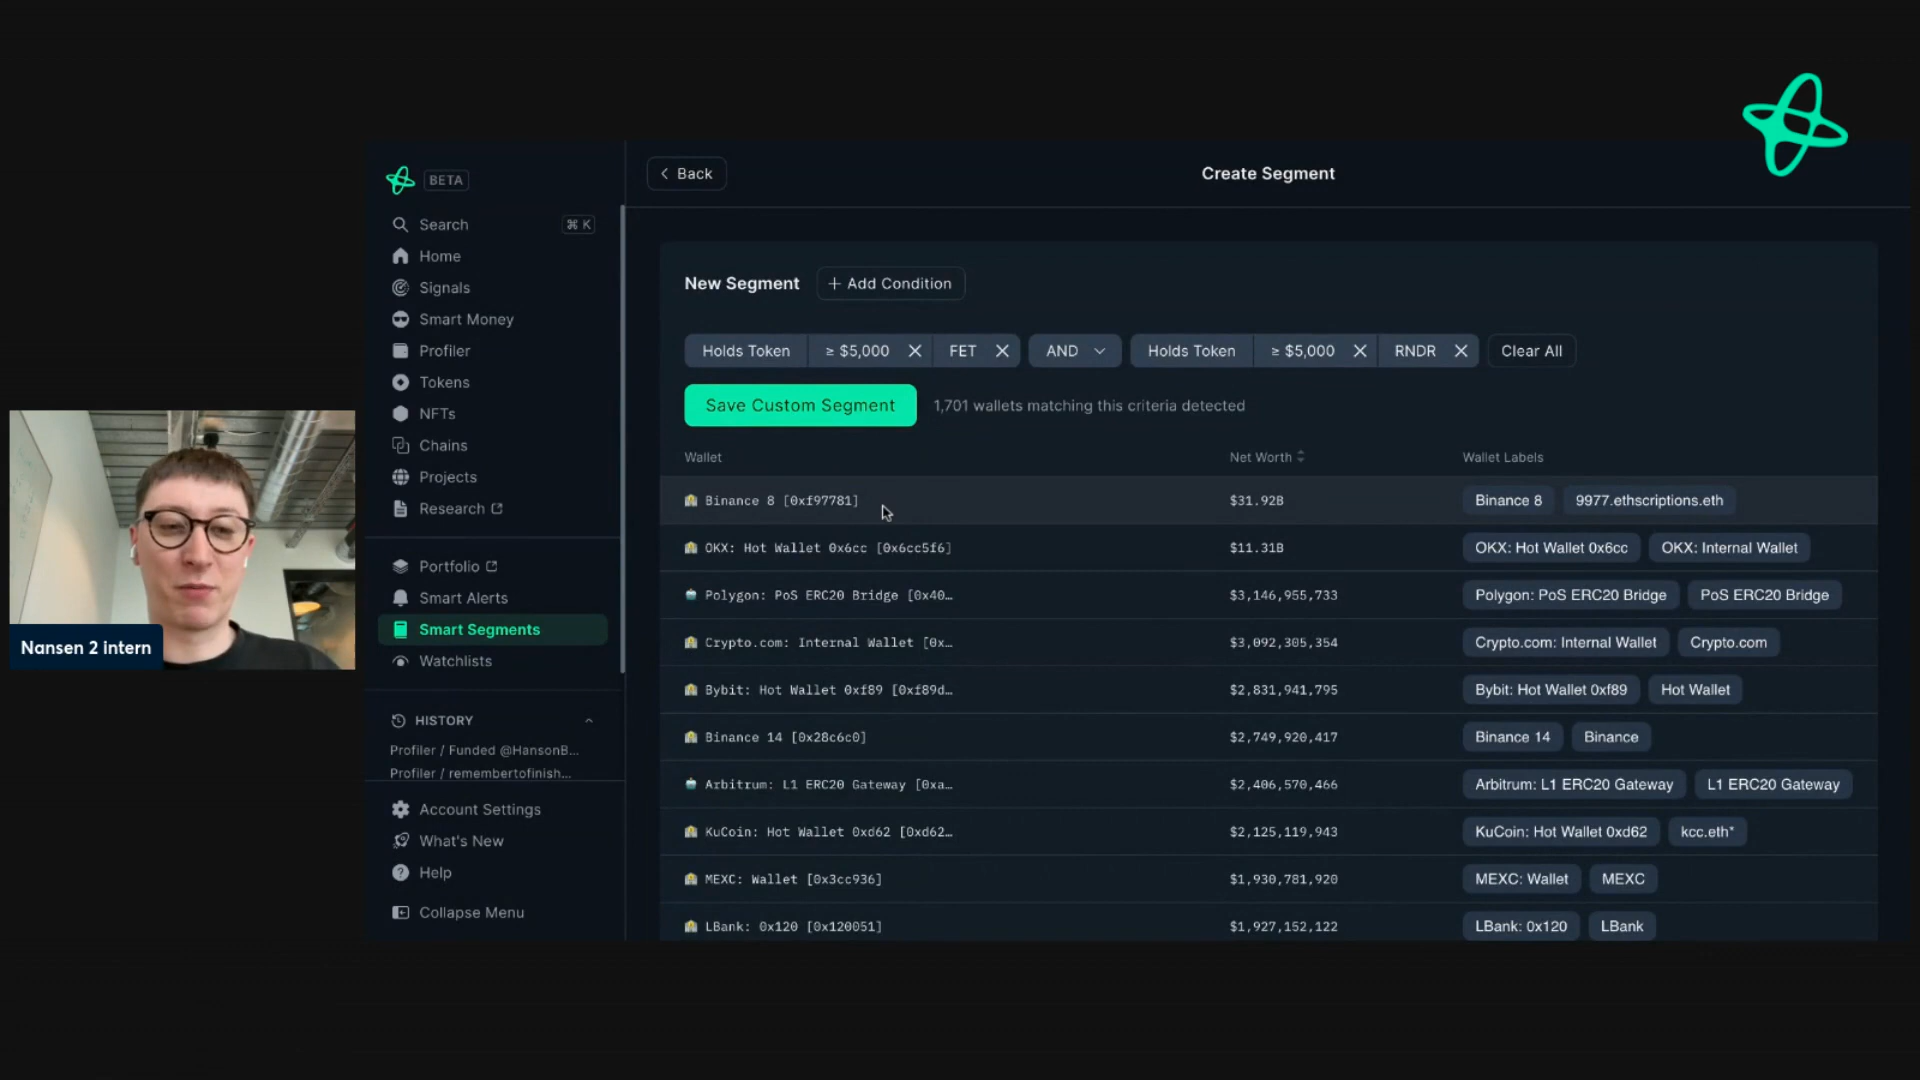 BETA
Search ⌘ K
Home
Signals
Smart Money
Profiler
Tokens
NFTs
Chains
Projects
Research
Portfolio
Smart Alerts
Smart Segments
Watchlists
HISTORY
Profiler / Funded @HansonB...
Profiler / remembertofinish...
Account Settings
What's New
Help
Collapse Menu
Nansen 2 intern
Back
Create Segment
New Segment + Add Condition
Holds Token ≥ $5,000 FET AND Holds Token ≥ $5,000 RNDR Clear All
Save Custom Segment 1,701 wallets matching this criteria detected
Wallet Net Worth Wallet Labels
Binance 8 [0xf97781] $31.92B Binance 8 9977.ethscriptions.eth
OKX: Hot Wallet 0x6cc [0x6cc5f6] $11.31B OKX: Hot Wallet 0x6cc OKX: Internal Wallet
Polygon: PoS ERC20 Bridge [0x40… $3,146,955,733 Polygon: PoS ERC20 Bridge PoS ERC20 Bridge
Crypto.com: Internal Wallet [0x… $3,092,305,354 Crypto.com: Internal Wallet Crypto.com
Bybit: Hot Wallet 0xf89 [0xf89d… $2,831,941,795 Bybit: Hot Wallet 0xf89 Hot Wallet
Binance 14 [0x28c6c0] $2,749,920,417 Binance 14 Binance
Arbitrum: L1 ERC20 Gateway [0xa… $2,406,570,466 Arbitrum: L1 ERC20 Gateway L1 ERC20 Gateway
KuCoin: Hot Wallet 0xd62 [0xd62… $2,125,119,943 KuCoin: Hot Wallet 0xd62 kcc.eth*
MEXC: Wallet [0x3cc936] $1,930,781,920 MEXC: Wallet MEXC
LBank: 0x120 [0x120051] $1,927,152,122 LBank: 0x120 LBank